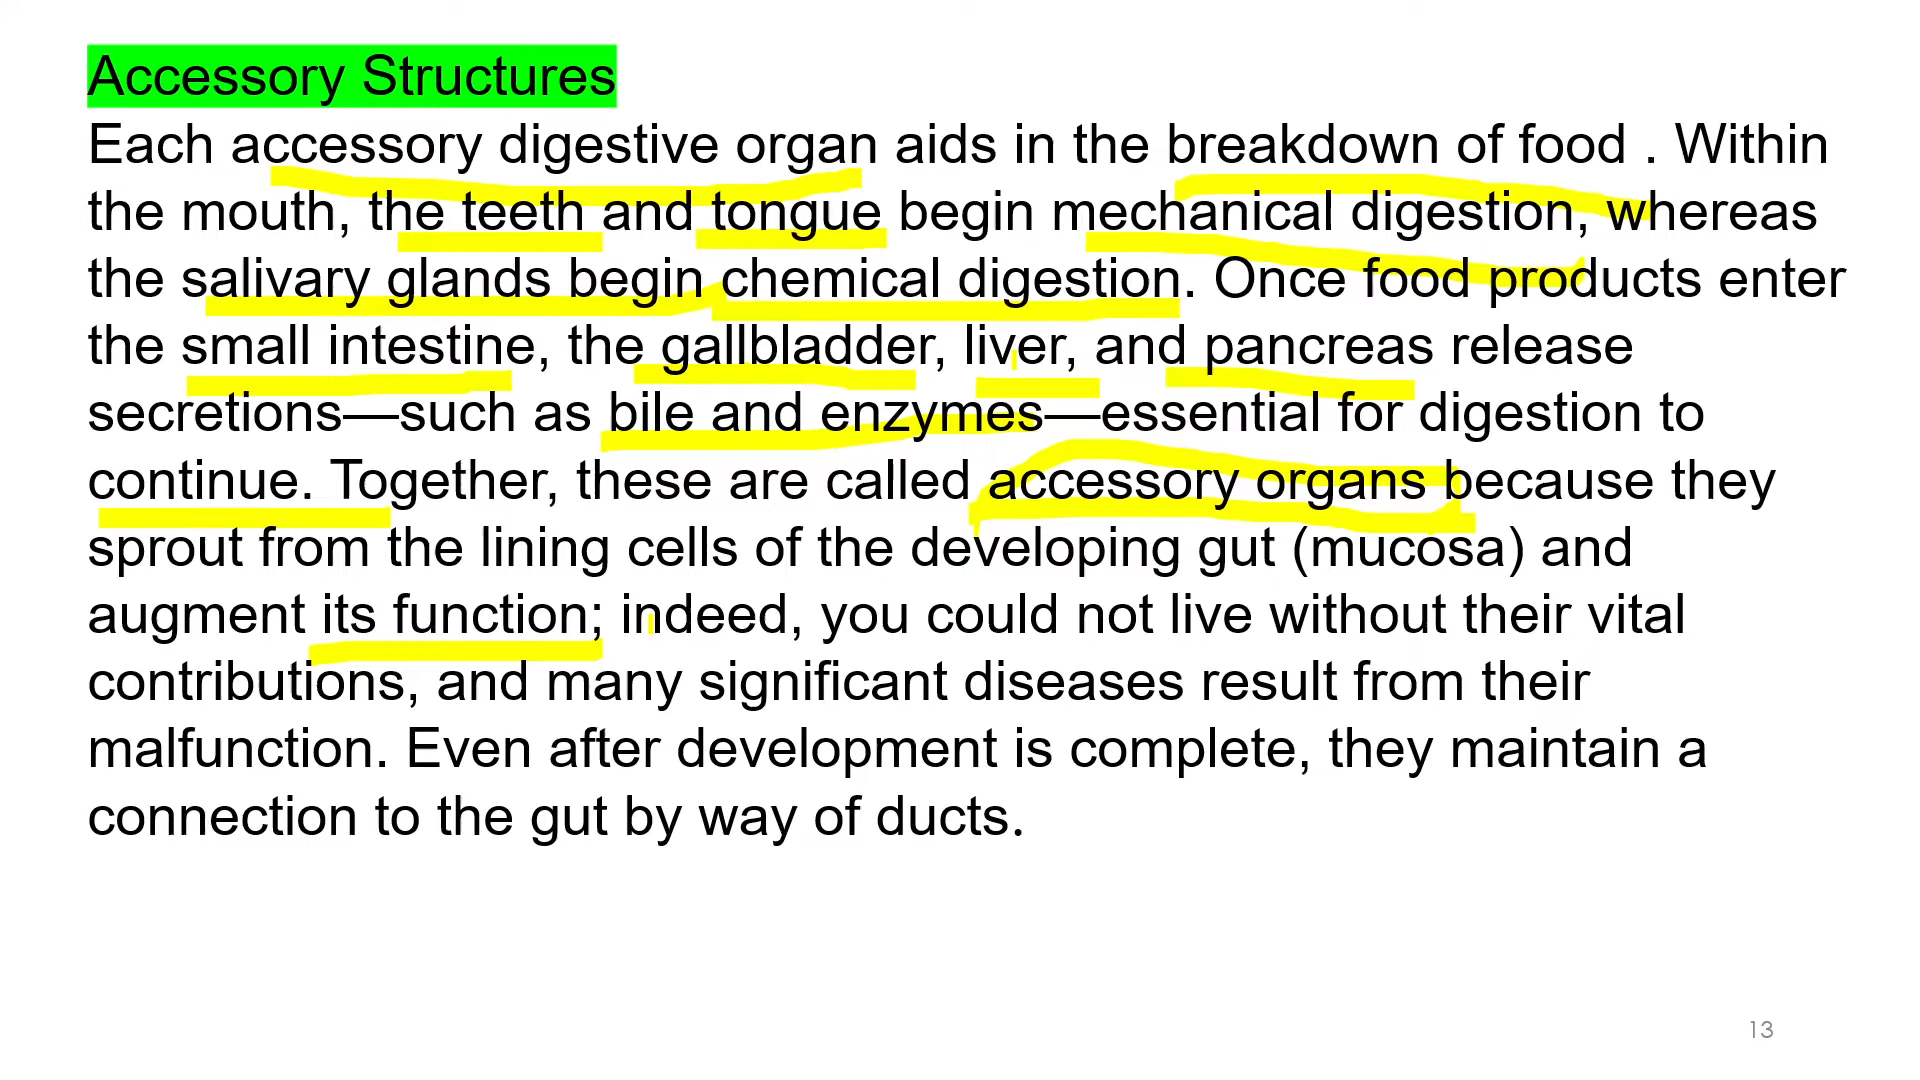 Accessory Structures
Each accessory digestive organ aids in the breakdown of food . Within
the mouth, the teeth and tongue begin mechanical digestion, whereas
the salivary glands begin chemical digestion. Once food products enter
the small intestine, the gallbladder, liver, and pancreas release
secretions—such as bile and enzymes—essential for digestion to
continue. Together, these are called accessory organs because they
sprout from the lining cells of the developing gut (mucosa) and
augment its function; indeed, you could not live without their vital
contributions, and many significant diseases result from their
malfunction. Even after development is complete, they maintain a
connection to the gut by way of ducts.
13